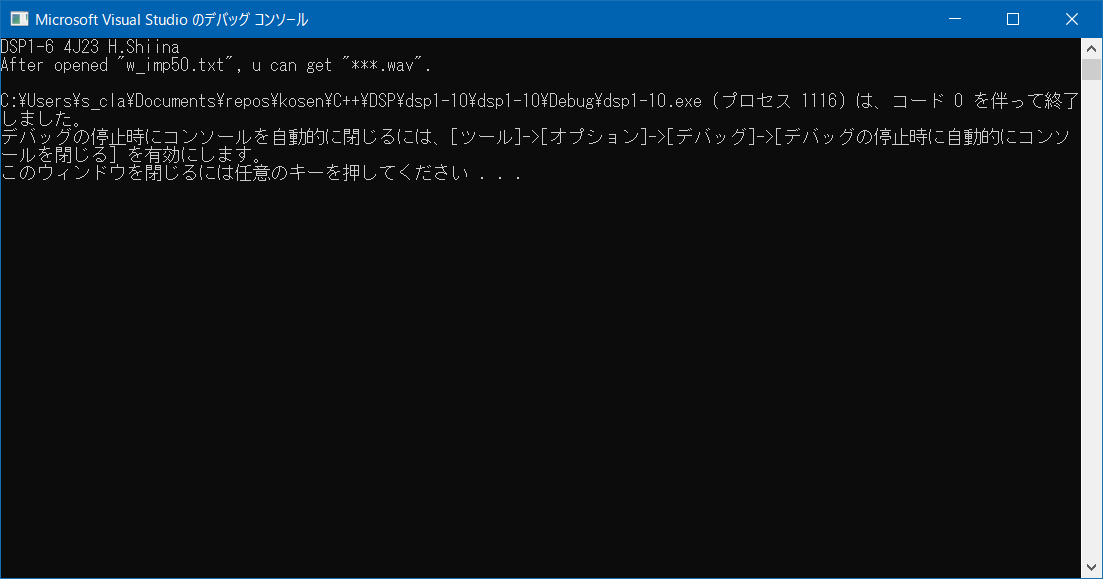 Microsoft Visual Studio のデバッグ コンソール
DSP1-6 4J23 H.Shiina
After opened "w_imp50.txt", u can get "***.wav".
C:¥Users¥s_cla¥Documents¥repos¥kosen¥C++¥DSP¥dsp1-10¥dsp1-10¥Debug¥dsp1-10.exe (プロセス 1116) は、コード 0 を伴って終了
しました。
デバッグの停止時にコンソールを自動的に閉じるには、[ツール]->[オプション]->[デバッグ]->[デバッグの停止時に自動的にコンソ
ールを閉じる] を有効にします。
このウィンドウを閉じるには任意のキーを押してください . . .